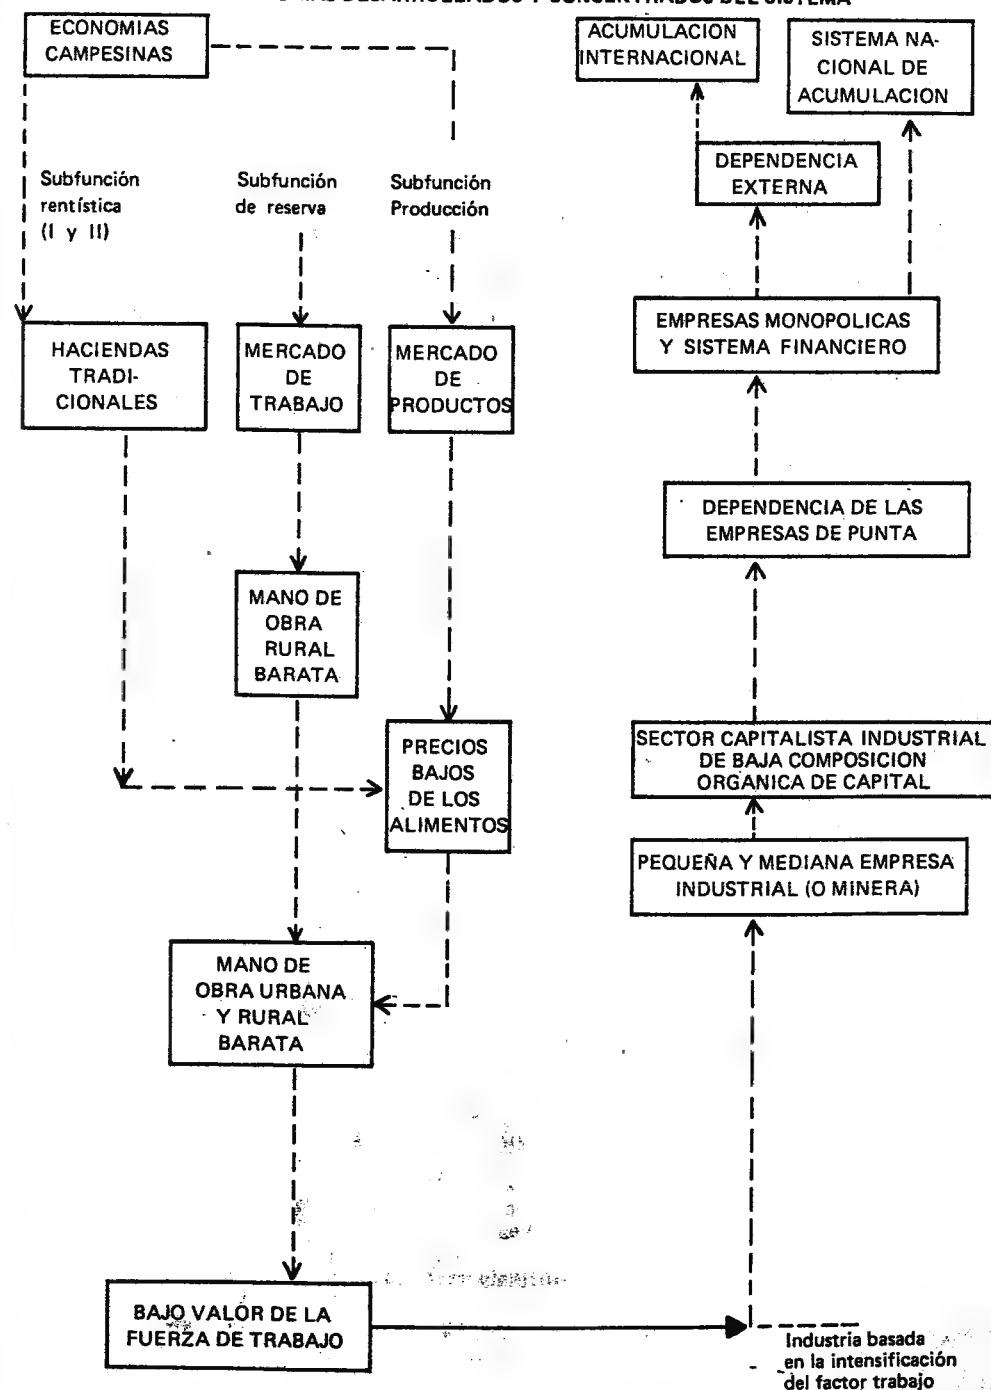 DESARROLLADOS Y CONCENTRADOS DEL SISTEMA
ECONOMIAS
CAMPESINAS
Subfunción
rentística
(I y II)
Subfunción
de reserva
Subfunción
Producción
HACIENDAS
TRADI-
CIONALES
MERCADO
DE
TRABAJO
MERCADO
DE
PRODUCTOS
MANO DE
OBRA
RURAL
BARATA
PRECIOS
BAJOS
DE LOS
ALIMENTOS
MANO DE
OBRA URBANA
Y RURAL
BARATA
BAJO VALOR DE LA
FUERZA DE TRABAJO
ACUMULACION
INTERNACIONAL
SISTEMA NA-
CIONAL DE
ACUMULACION
DEPENDENCIA
EXTERNA
EMPRESAS MONOPOLICAS
Y SISTEMA FINANCIERO
DEPENDENCIA DE LAS
EMPRESAS DE PUNTA
SECTOR CAPITALISTA INDUSTRIAL
DE BAJA COMPOSICION
ORGANICA DE CAPITAL
PEQUEÑA Y MEDIANA EMPRESA
INDUSTRIAL (O MINERA)
Industria basada
en la intensificación
del factor trabajo